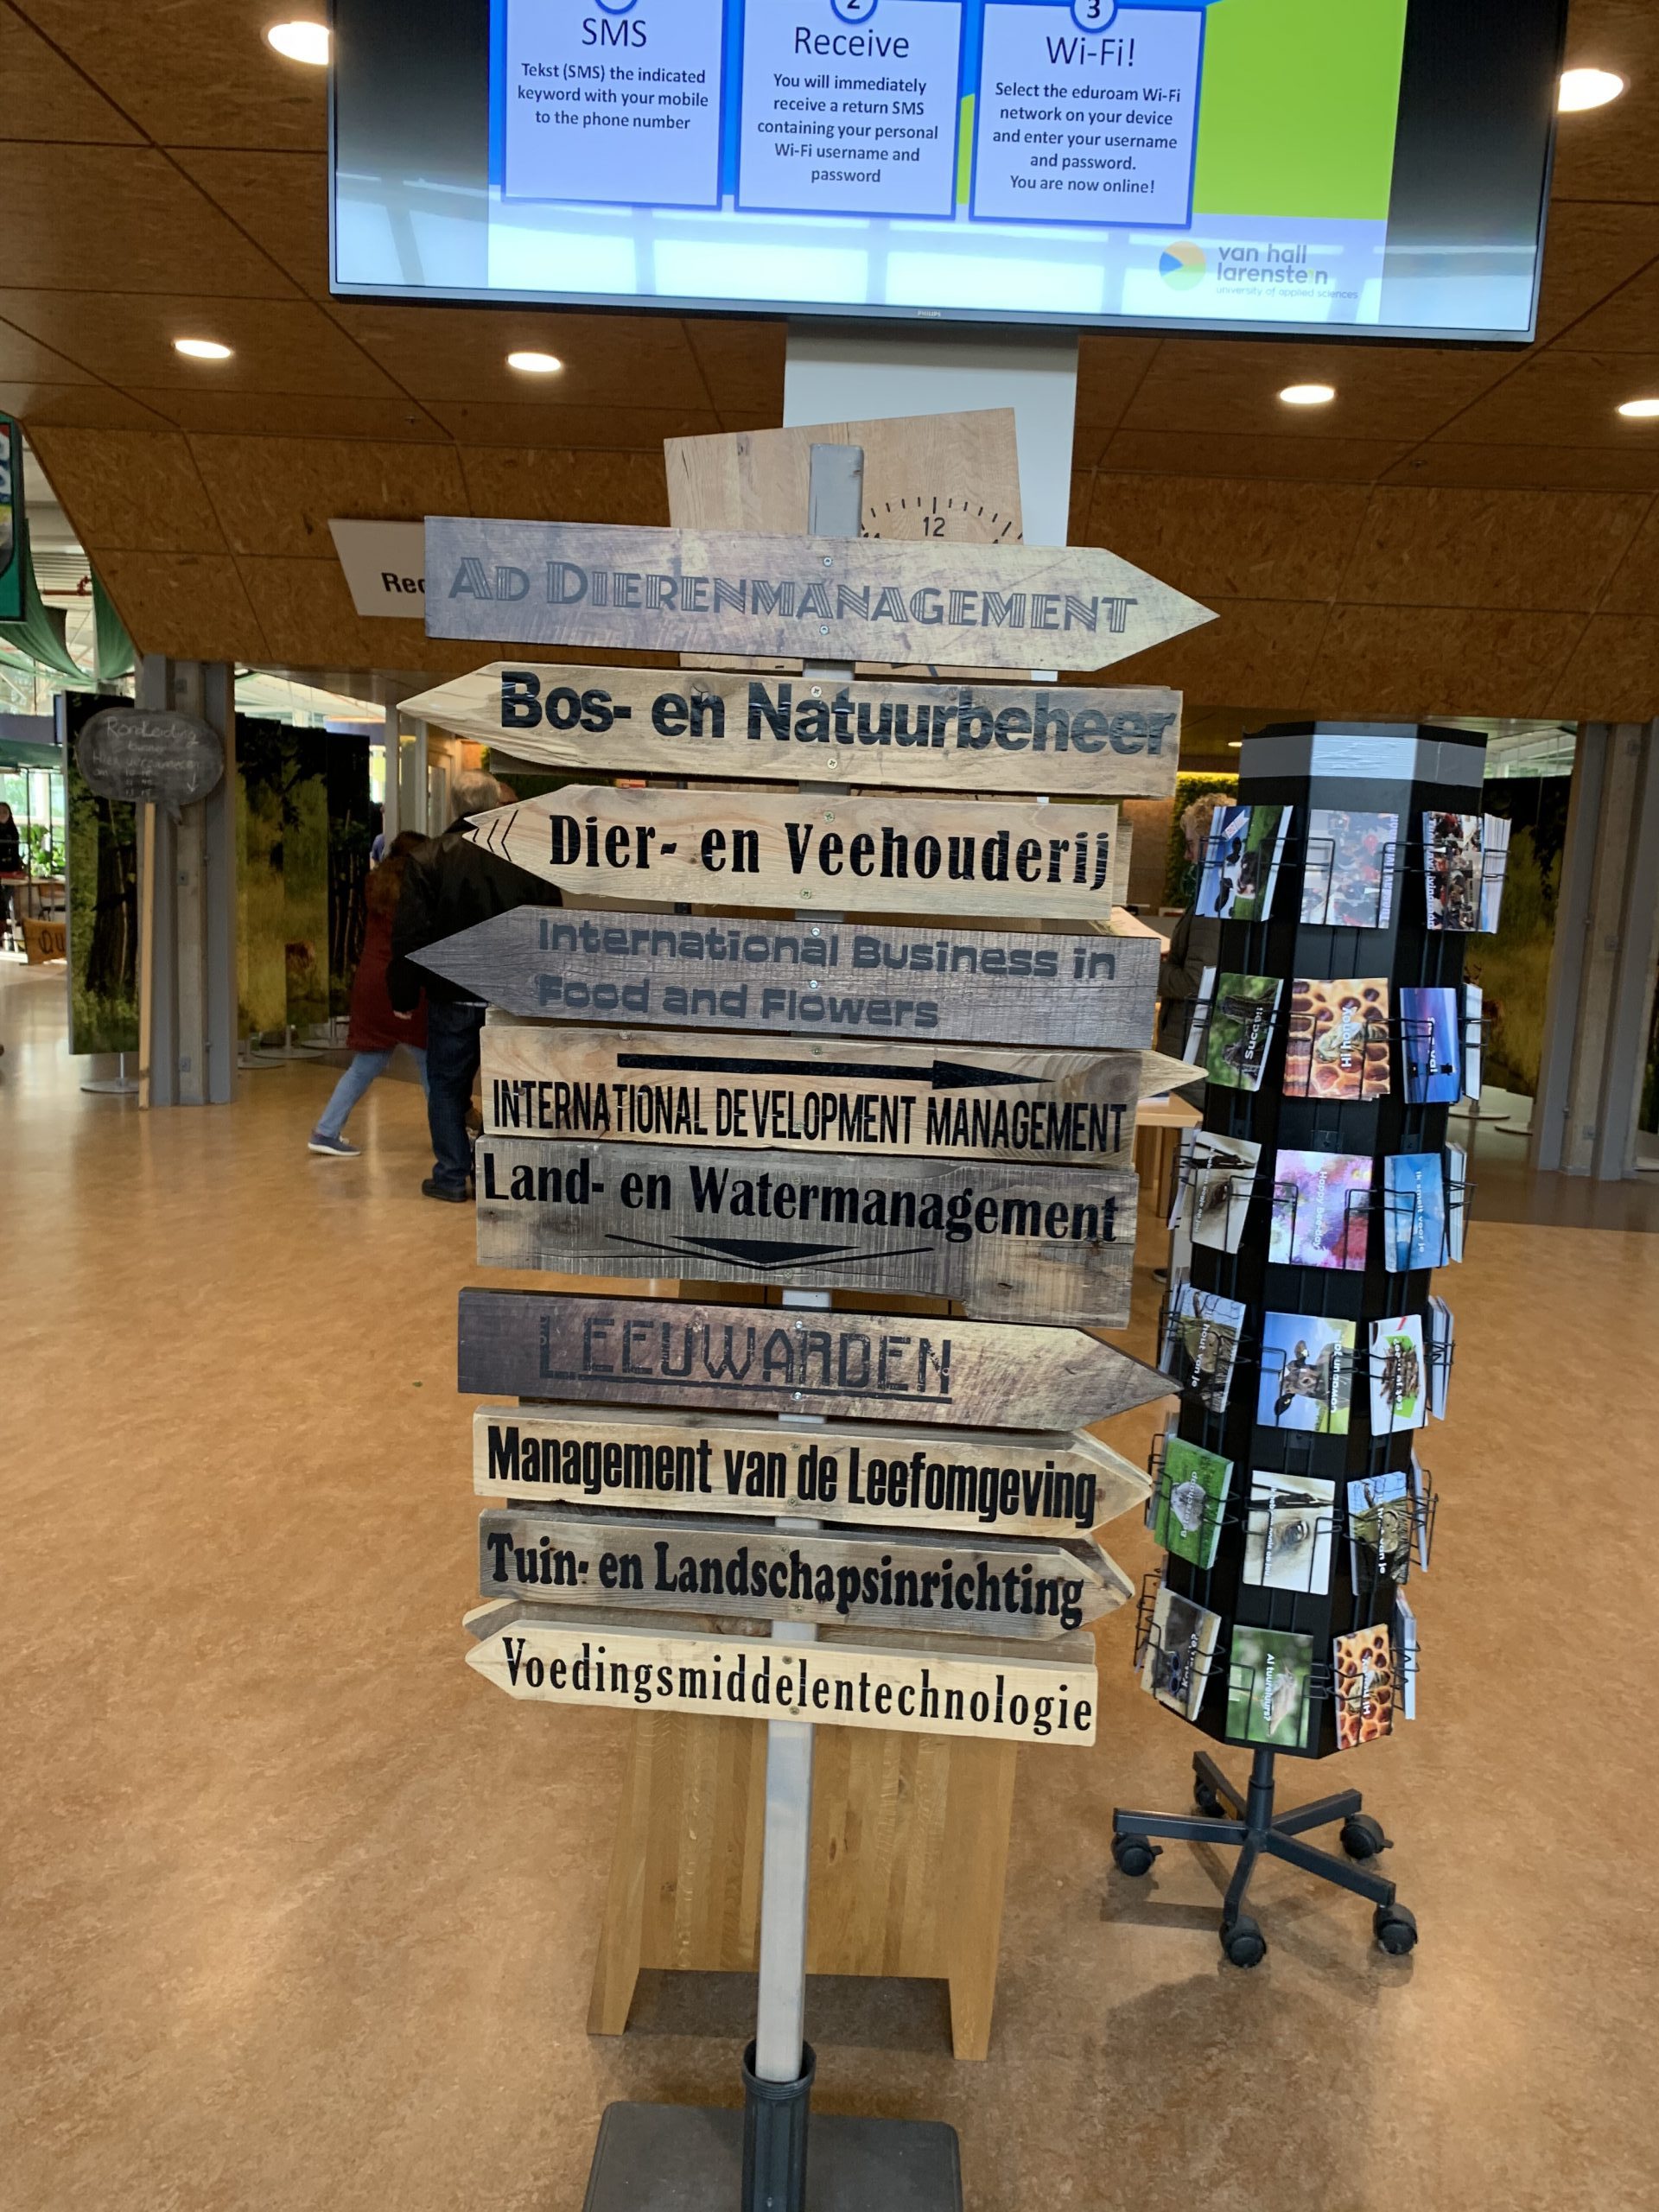 SMS
Tekst (SMS) the indicated
keyword with your mobile
to the phone number
2
Receive
You will immediately
receive a return SMS
containing your personal
Wi-Fi username and
password
3
Wi-Fi!
Select the eduroam Wi-Fi
network on your device
and enter your username
and password.
You are now online!
van hall
larenstein
university of applied sciences
PHILIPS
12
Rec
AD DIERENMANAGEMENT
Bos- en Natuurbeheer
Dier- en Veehouderij
International Business in
Food and Flowers
INTERNATIONAL DEVELOPMENT MANAGEMENT
Land- en Watermanagement
LEEUWARDEN
Management van de Leefomgeving
Tuin- en Landschapsinrichting
Voedingsmiddelentechnologie
Rondleiding